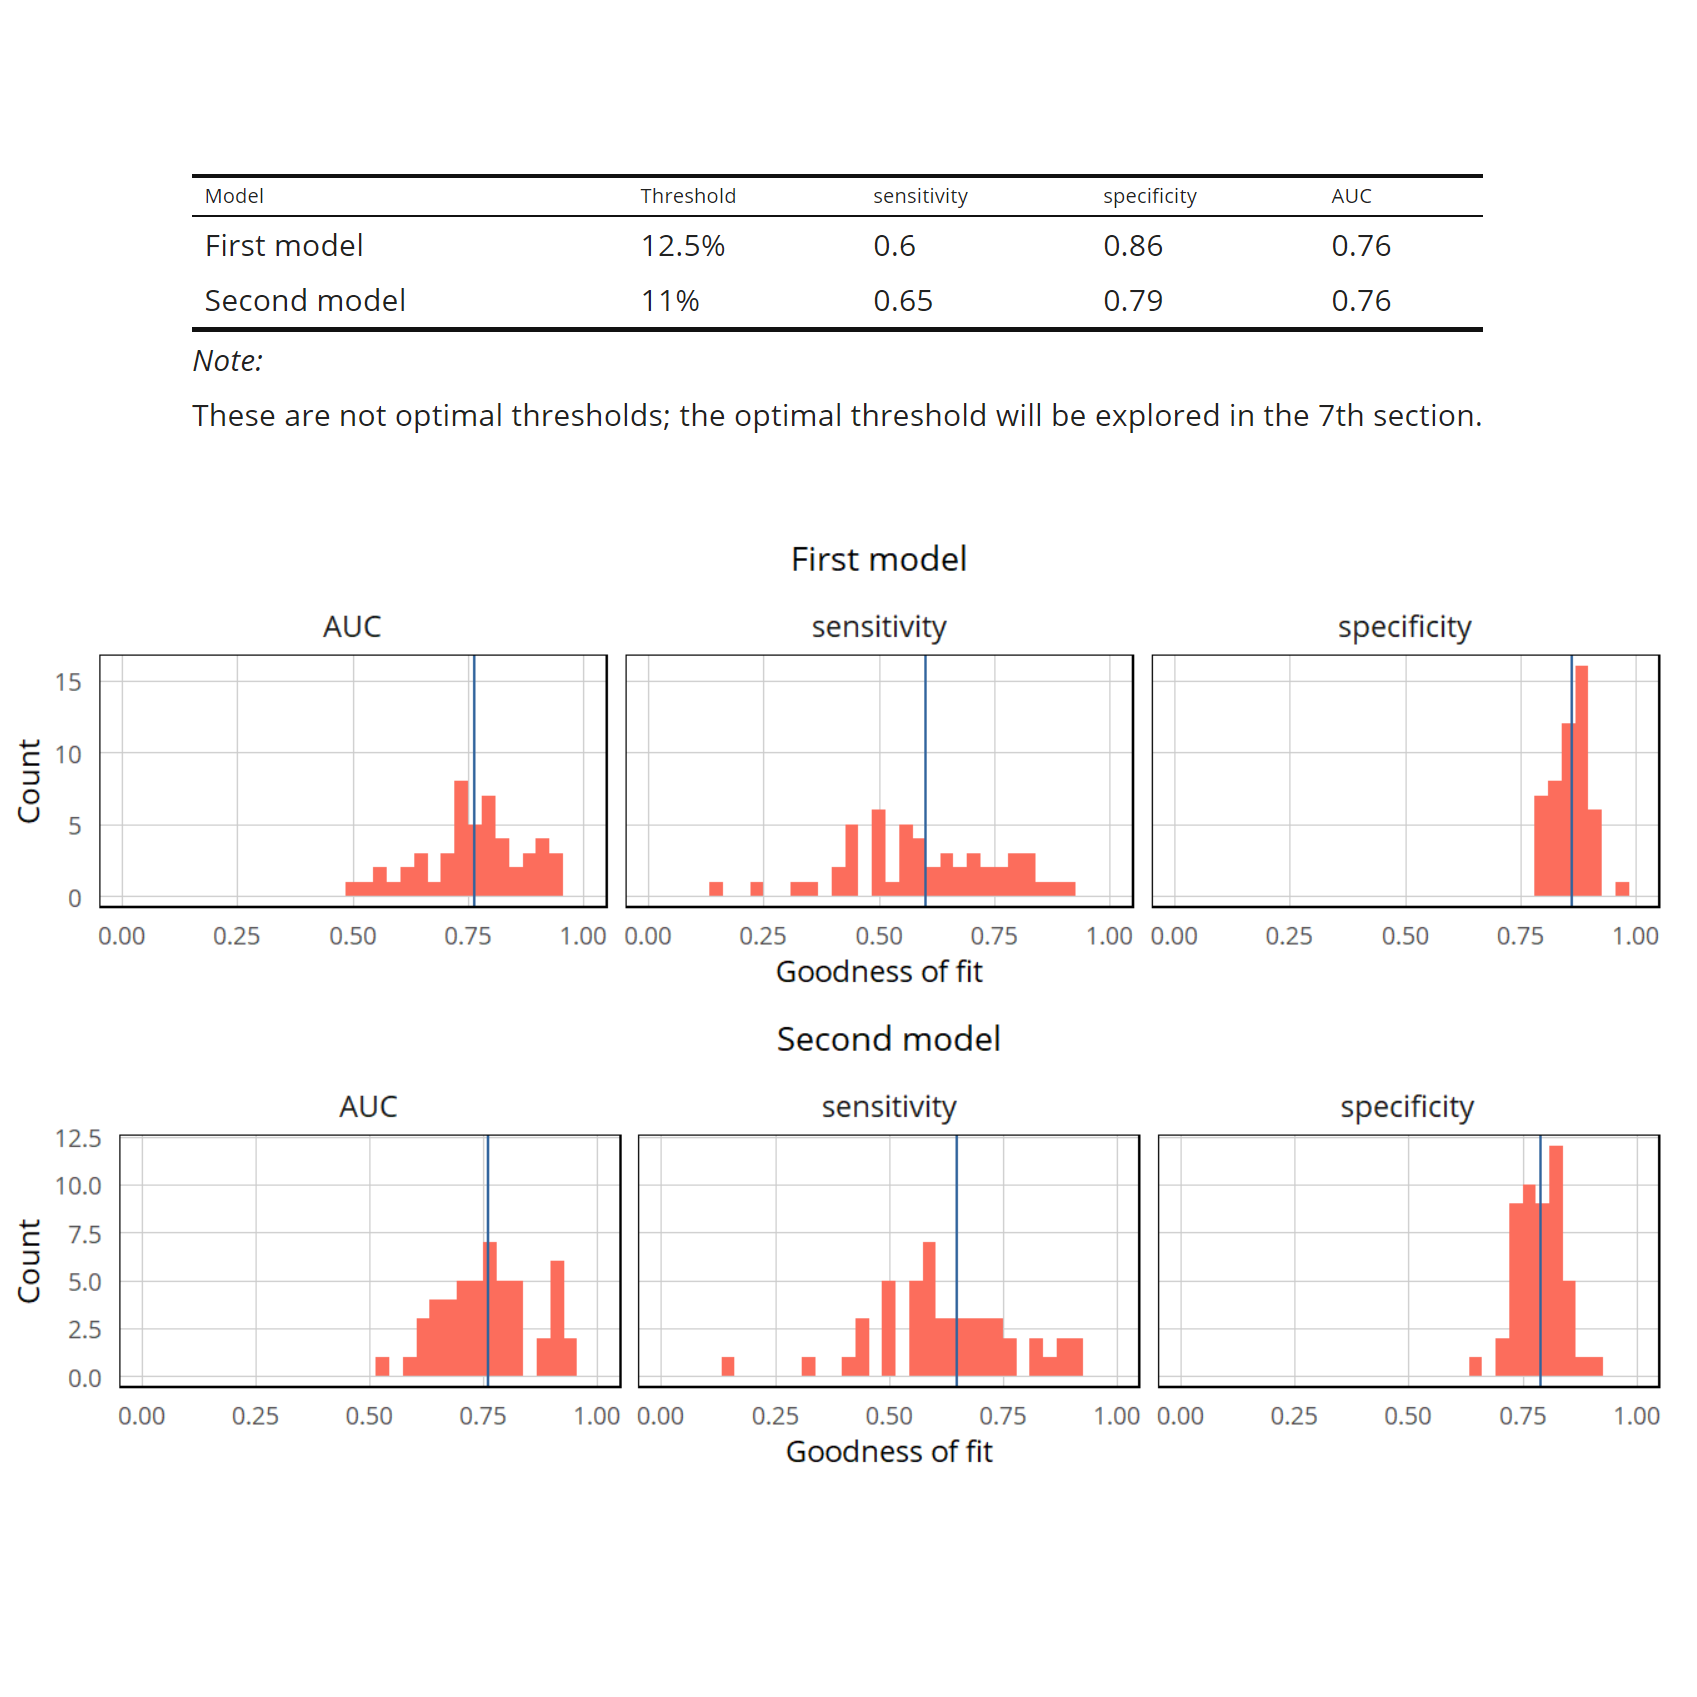 Model Threshold sensitivity specificity AUC
First model 12.5% 0.6 0.86 0.76
Second model 11% 0.65 0.79 0.76
Note:
These are not optimal thresholds; the optimal threshold will be explored in the 7th section.
First model
AUC sensitivity specificity
15
10
5
0
Count
0.00 0.25 0.50 0.75 1.00 0.00 0.25 0.50 0.75 1.00 0.00 0.25 0.50 0.75 1.00
Goodness of fit
Second model
AUC sensitivity specificity
12.5
10.0
7.5
5.0
2.5
0.0
Count
0.00 0.25 0.50 0.75 1.00 0.00 0.25 0.50 0.75 1.00 0.00 0.25 0.50 0.75 1.00
Goodness of fit